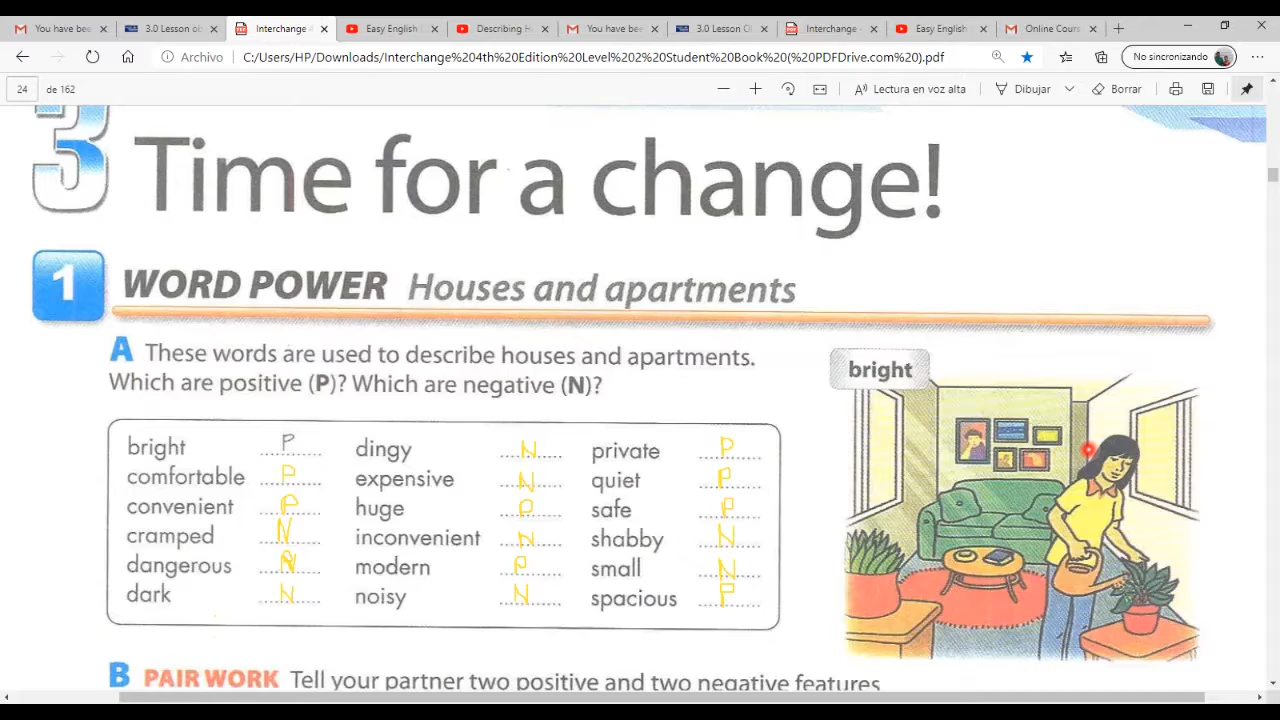 You have bee
3.0 Lesson o
Interchange 4
Easy English
Describing H
You have bee
3.0 Lesson O
Interchange
Easy English
Online Cours
Archivo
C:/Users/HP/Downloads/Interchange%204th%20Edition%20Level%202%20Student%20Book%20(%20PDFDrive.com%20).pdf
No sincronizando
24 de 162
Lectura en voz alta
Dibujar
Borrar
3 Time for a change!
1 WORD POWER Houses and apartments
A These words are used to describe houses and apartments.
Which are positive (P)? Which are negative (N)?
bright P dingy N private P
comfortable P expensive N quiet P
convenient P huge P safe P
cramped N inconvenient n shabby N
dangerous N modern P small N
dark N noisy N spacious P
bright
B PAIR WORK Tell your partner two positive and two negative features